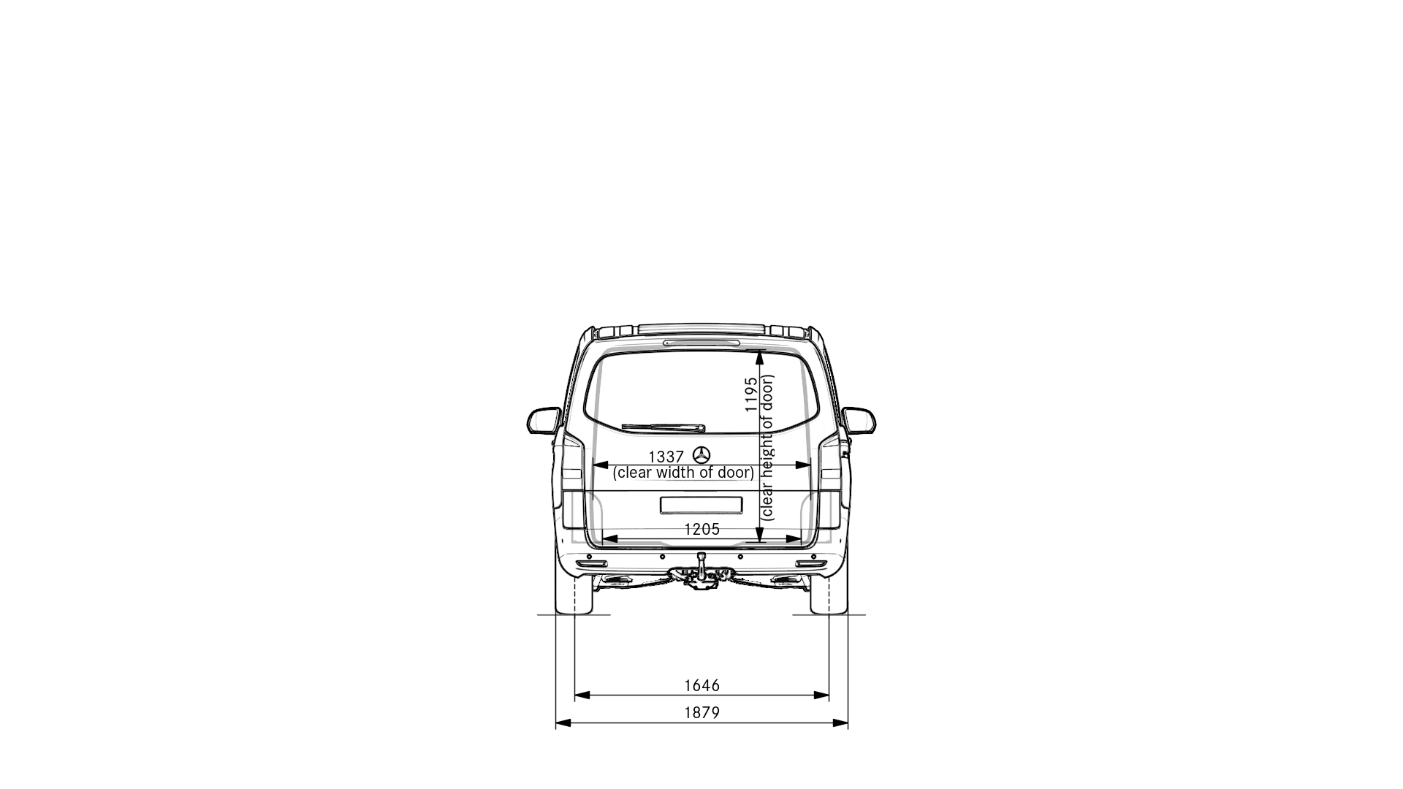 1195
(clear height of door)
1337
(clear width of door)
1205
1646
1879